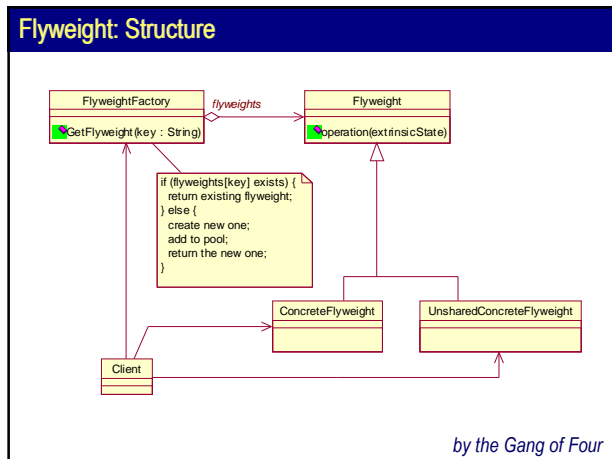 Flyweight: Structure
FlyweightFactory
GetFlyweight(key : String)
flyweights
Flyweight
operation(extrinsicState)
if (flyweights[key] exists) {
return existing flyweight;
} else {
create new one;
add to pool;
return the new one;
}
ConcreteFlyweight
UnsharedConcreteFlyweight
Client
by the Gang of Four